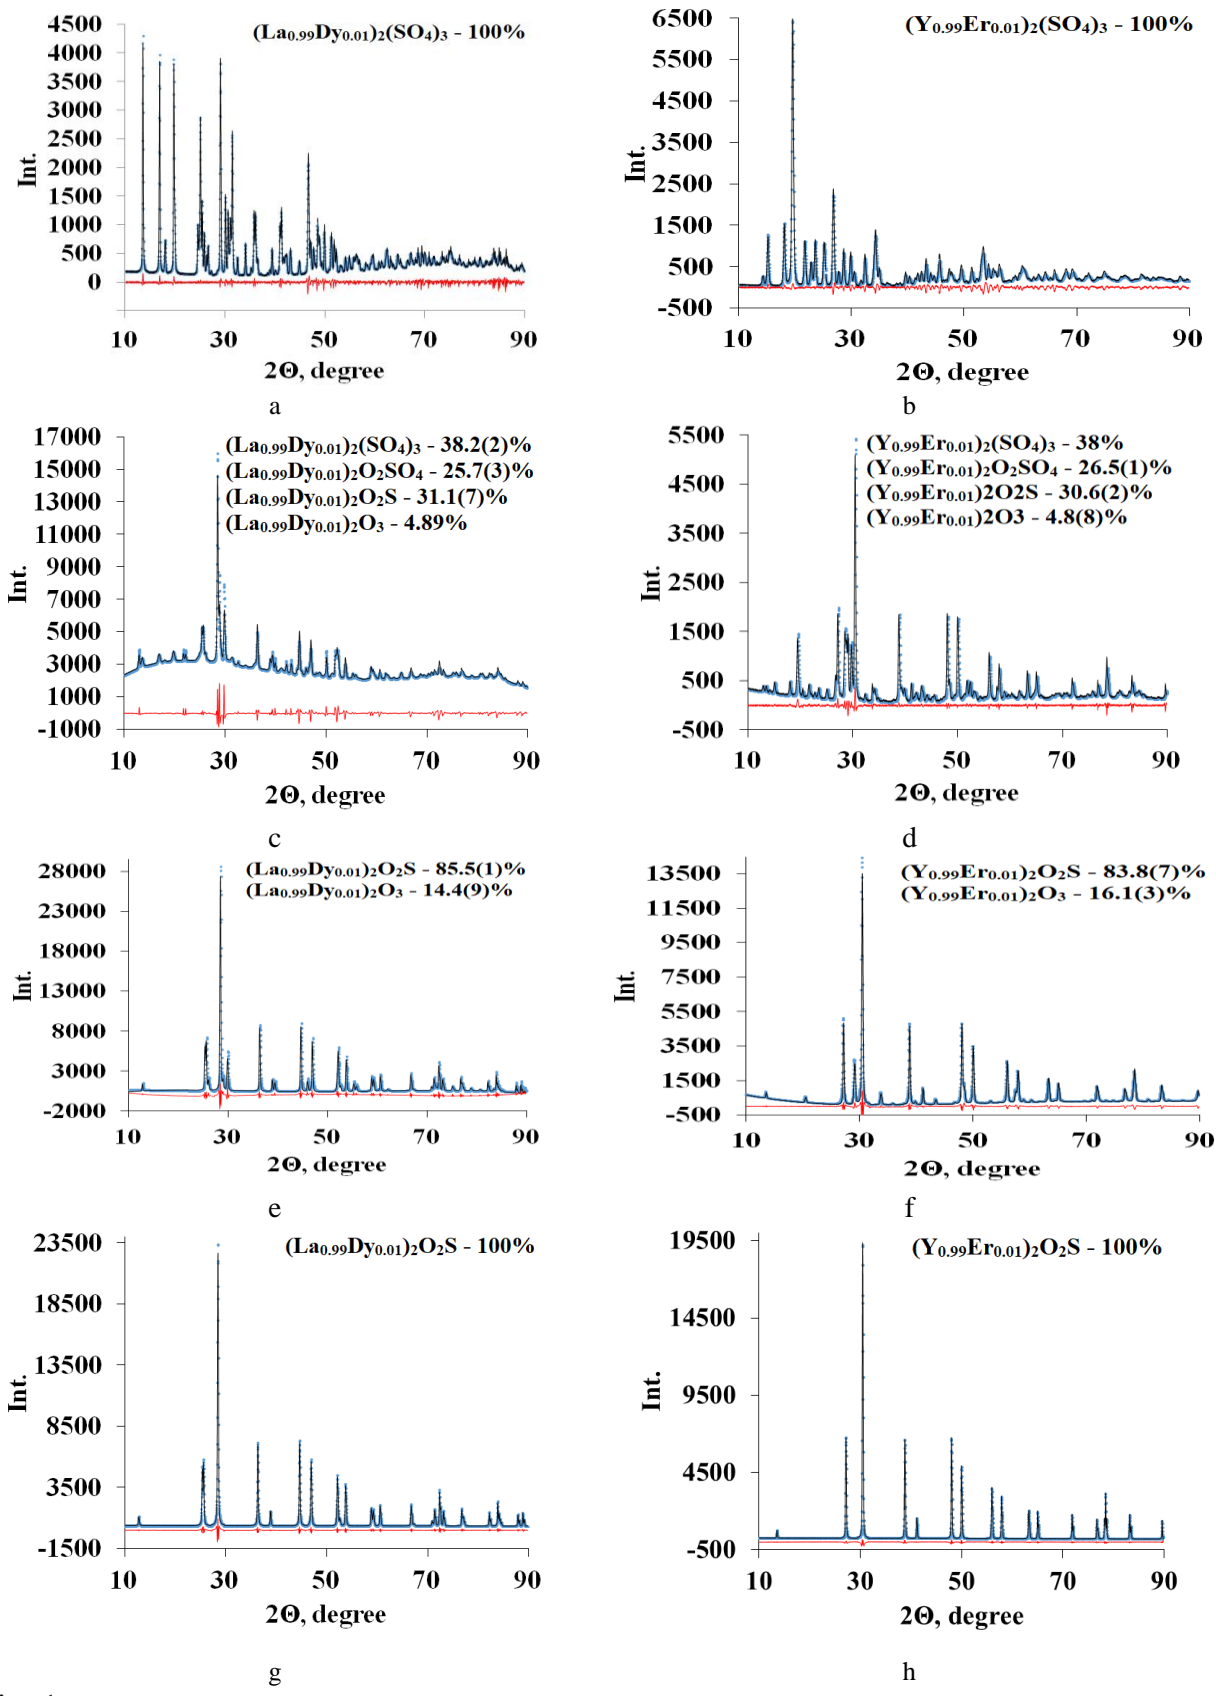 (La0.99Dy0.01)2(SO4)3 - 100%
4500
4000
3500
3000
2500
2000
1500
1000
500
0
Int.
10 30 50 70 90
2Θ, degree
a
(Y0.99Er0.01)2(SO4)3 - 100%
6500
5500
4500
3500
2500
1500
500
-500
Int.
10 30 50 70 90
2Θ, degree
b
(La0.99Dy0.01)2(SO4)3 - 38.2(2)%
(La0.99Dy0.01)2O2SO4 - 25.7(3)%
(La0.99Dy0.01)2O2S - 31.1(7)%
(La0.99Dy0.01)2O3 - 4.89%
17000
15000
13000
11000
9000
7000
5000
3000
1000
-1000
Int.
10 30 50 70 90
2Θ, degree
c
(Y0.99Er0.01)2(SO4)3 - 38%
(Y0.99Er0.01)2O2SO4 - 26.5(1)%
(Y0.99Er0.01)2O2S - 30.6(2)%
(Y0.99Er0.01)2O3 - 4.8(8)%
5500
4500
3500
2500
1500
500
-500
Int.
10 30 50 70 90
2Θ, degree
d
(La0.99Dy0.01)2O2S - 85.5(1)%
(La0.99Dy0.01)2O3 - 14.4(9)%
28000
23000
18000
13000
8000
3000
-2000
Int.
10 30 50 70 90
2Θ, degree
e
(Y0.99Er0.01)2O2S - 83.8(7)%
(Y0.99Er0.01)2O3 - 16.1(3)%
13500
11500
9500
7500
5500
3500
1500
-500
Int.
10 30 50 70 90
2Θ, degree
f
(La0.99Dy0.01)2O2S - 100%
23500
18500
13500
8500
3500
-1500
Int.
10 30 50 70 90
2Θ, degree
g
(Y0.99Er0.01)2O2S - 100%
19500
14500
9500
4500
-500
Int.
10 30 50 70 90
2Θ, degree
h